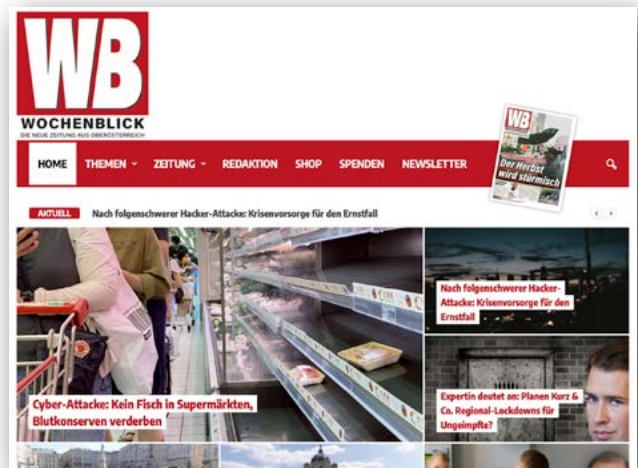 WB
WOCHENBLICK
DIE NEUE ZEITUNG AUS OBERÖSTERREICH
HOME THEMEN ZEITUNG REDAKTION SHOP SPENDEN NEWSLETTER
WB
Der Herbst
wird stürmisch
AKTUELL Nach folgenschwerer Hacker-Attacke: Krisenvorsorge für den Ernstfall
Cyber-Attacke: Kein Fisch in Supermärkten,
Blutkonserven verderben
Nach folgenschwerer Hacker-
Attacke: Krisenvorsorge für den
Ernstfall
Expertin deutet an: Planen Kurz &
Co. Regional-Lockdowns für
Ungeimpfte?